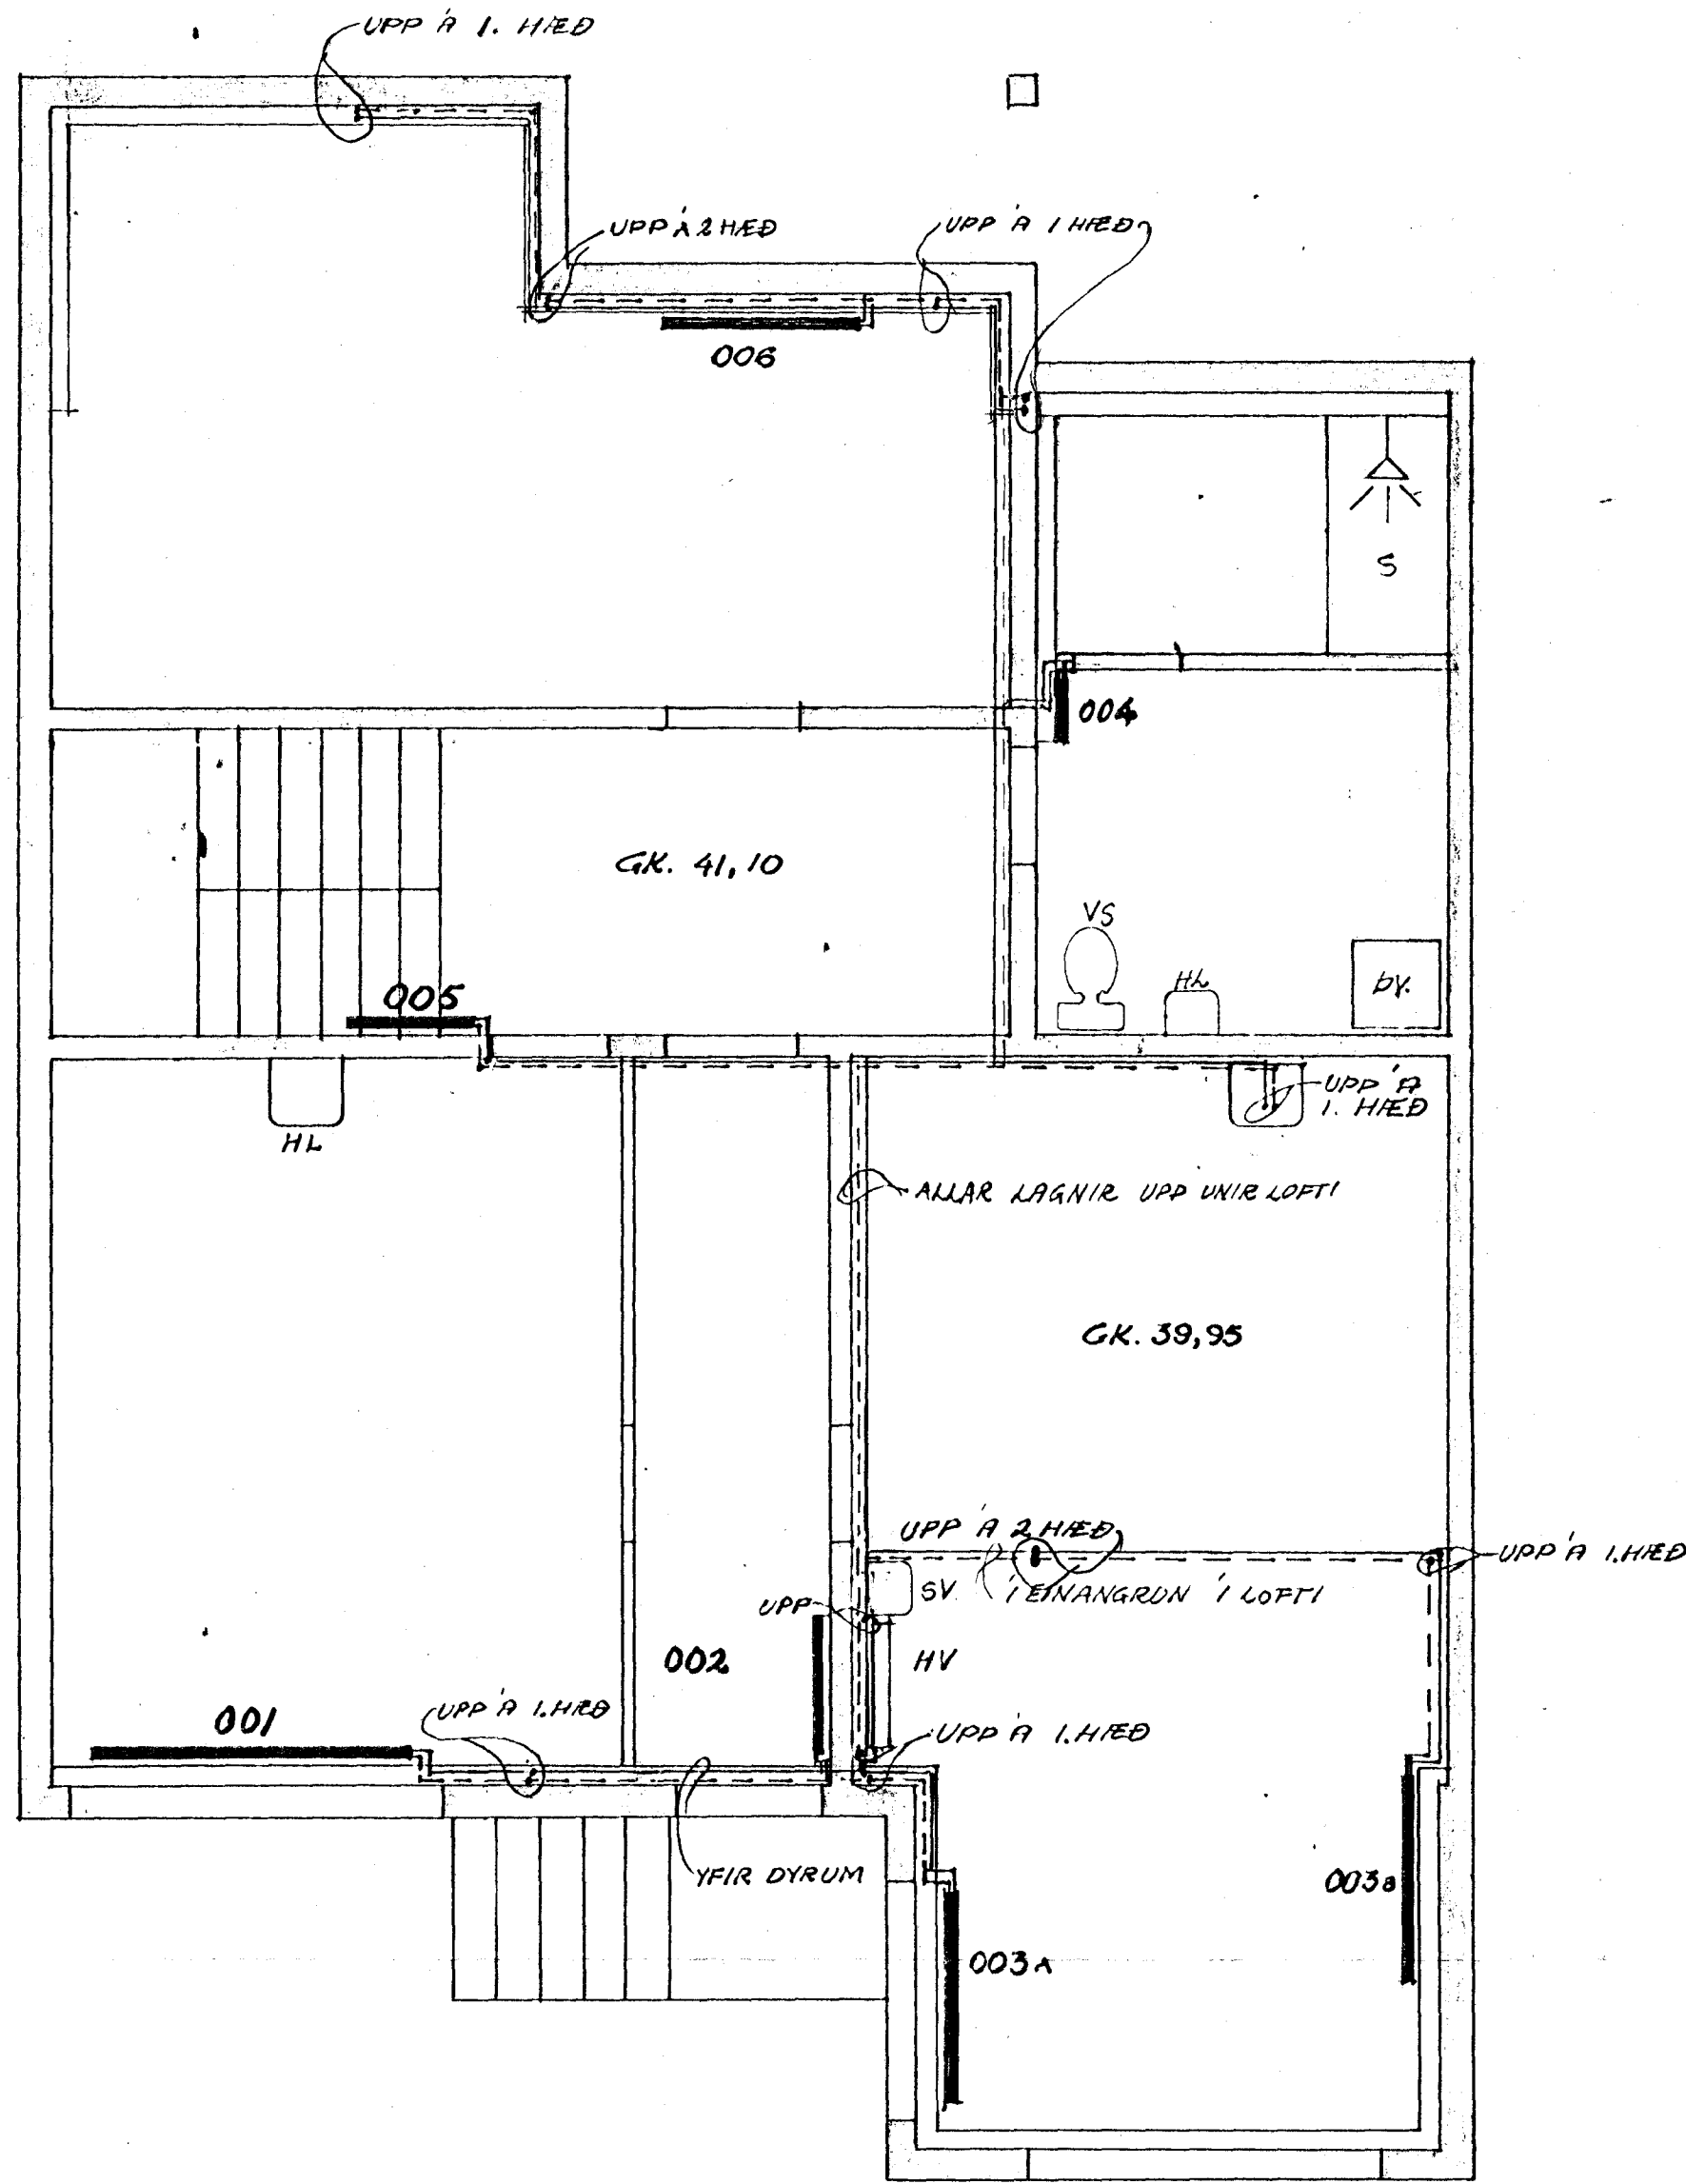 UPP Á 1. HÆÐ
UPP Á 2 HÆÐ
UPP Á 1 HÆÐ
006
S
004
GK. 41,10
VS
HL
ÞV.
005
HL
UPP Á
1. HÆÐ
ALLAR LAGNIR UPP UNIR LOFTI
GK. 39,95
UPP Á 2 HÆÐ
UPP Á 1. HÆÐ
SV.
Í EINANGRUN Í LOFTI
UPP
002
HV
001
UPP Á 1. HÆÐ
UPP Á 1. HÆÐ
YFIR DYRUM
003B
003A